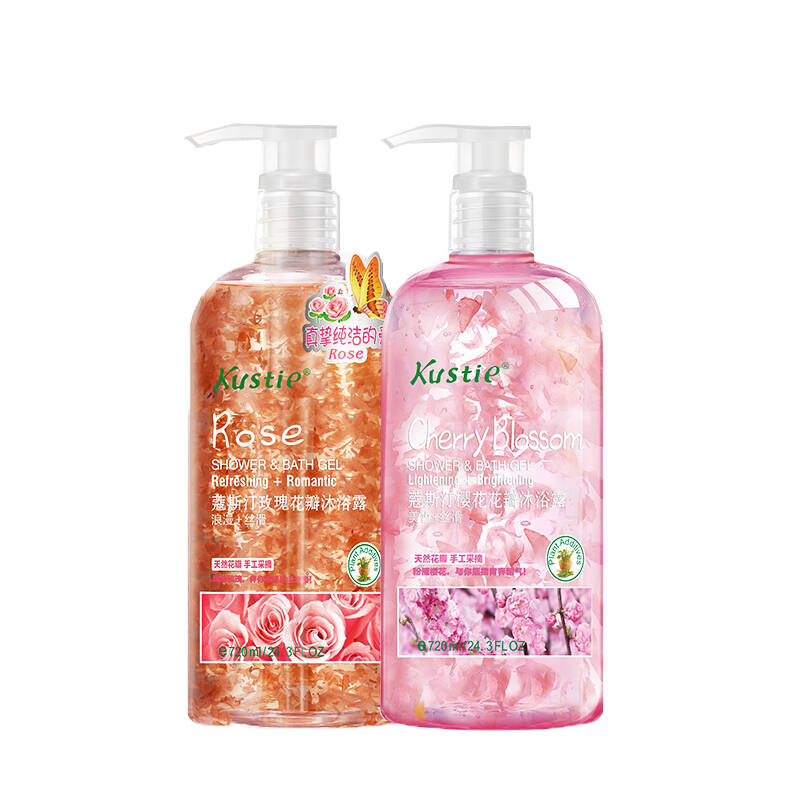 真挚纯洁的
Rose
Kustie®
Rose
SHOWER & BATH GEL
Refreshing + Romantic
蔻斯汀玫瑰花瓣沐浴露
浪漫+丝滑
天然花瓣 手工采摘
Plant Additives
e720ml/24.3FL.OZ
Kustie®
Cherry Blossom
SHOWER & BATH GEL
Lightening + Brightening
蔻斯汀樱花花瓣沐浴露
天然花瓣 手工采摘
Plant Additives
e720ml/24.3FLOZ